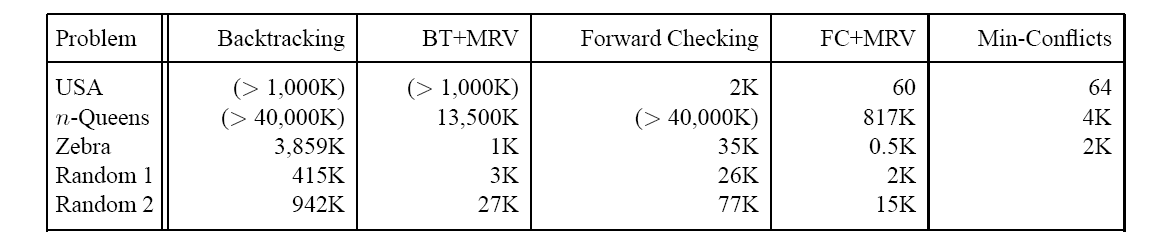 Problem Backtracking BT+MRV Forward Checking FC+MRV Min-Conflicts
USA (> 1,000K) (> 1,000K) 2K 60 64
n-Queens (> 40,000K) 13,500K (> 40,000K) 817K 4K
Zebra 3,859K 1K 35K 0.5K 2K
Random 1 415K 3K 26K 2K
Random 2 942K 27K 77K 15K